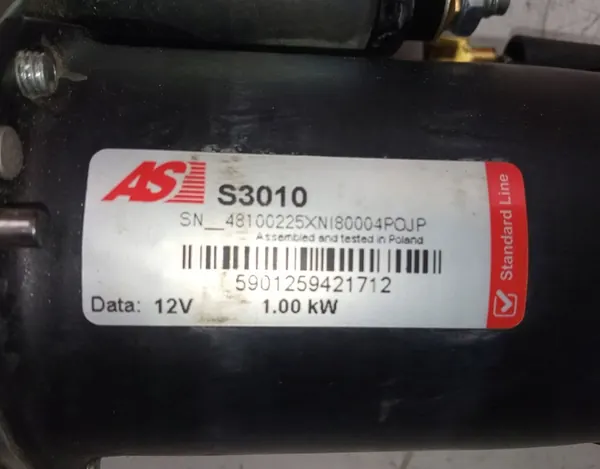 AS
S3010
SN__48100225XNI80004POJP
Assembled and tested in Poland
5901259421712
Data: 12V 1.00 kW
Standard Line